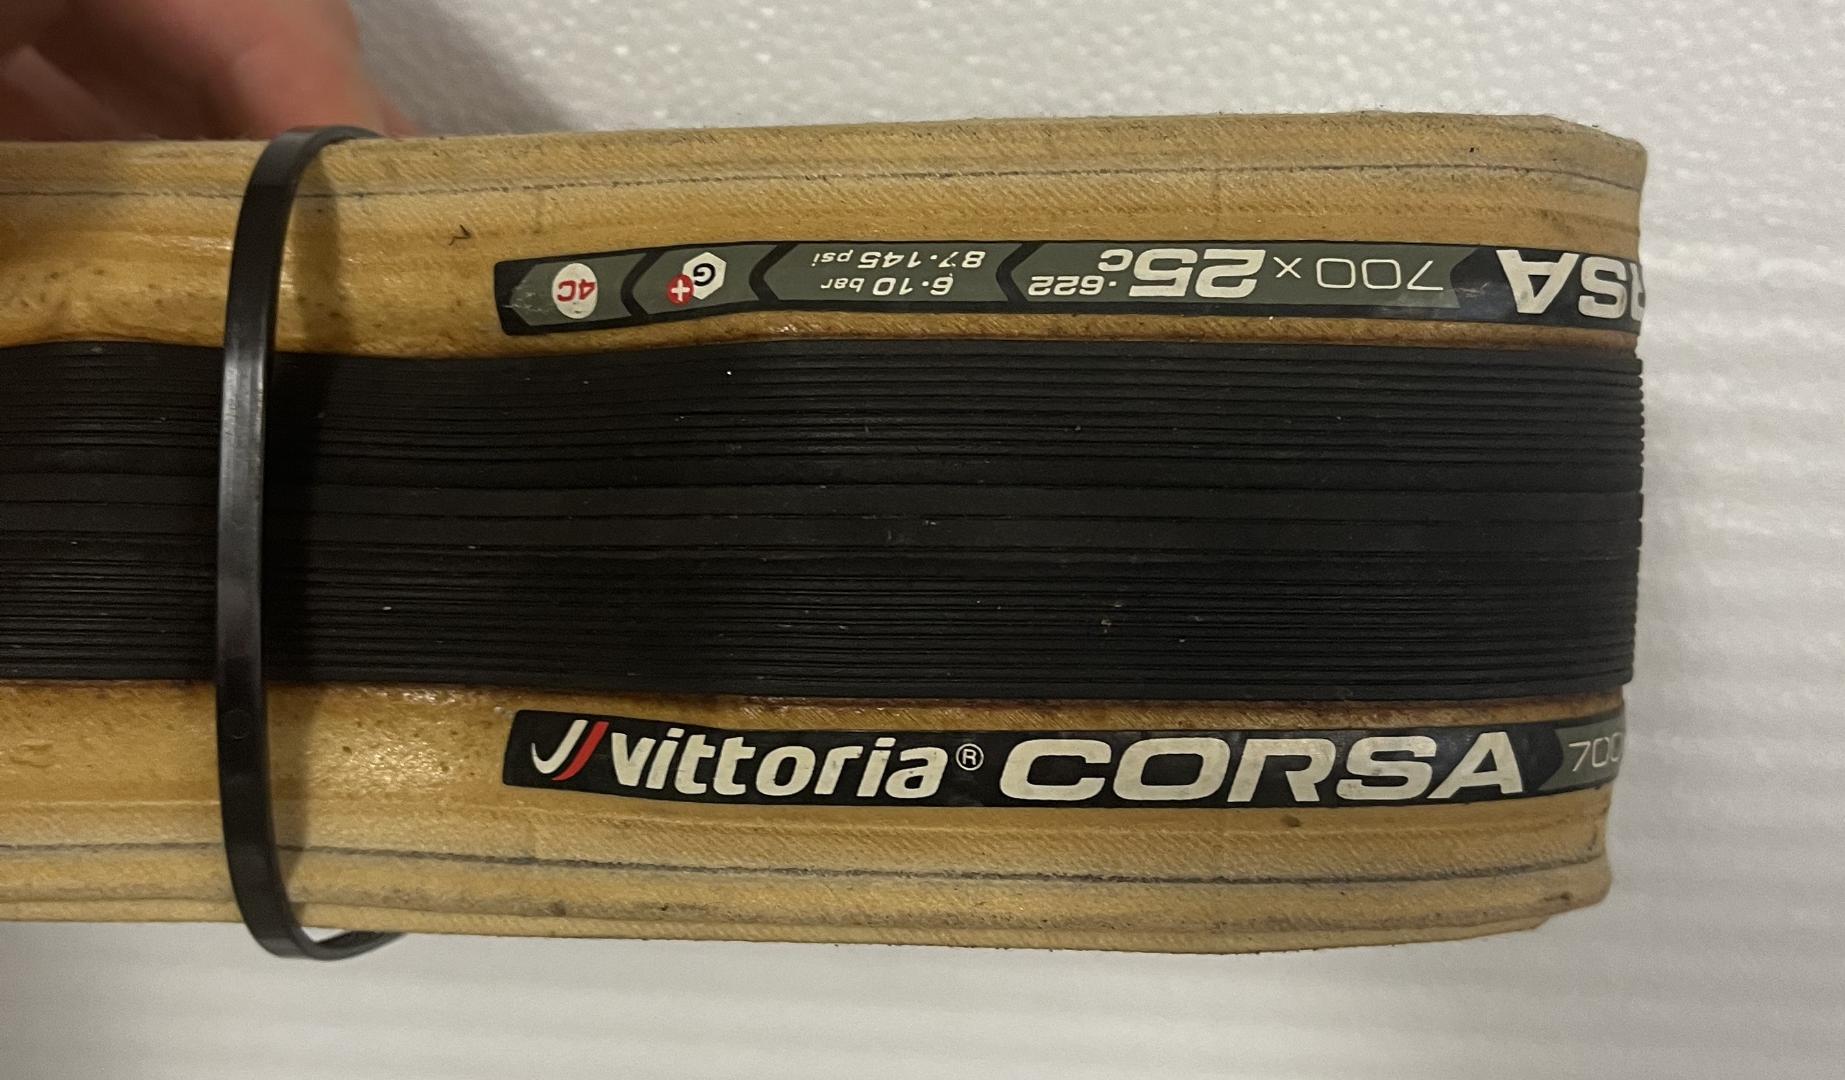 RSA 700 x 25c -622 6-10 bar 87-145 psi G+ 4C
vittoria® CORSA 700